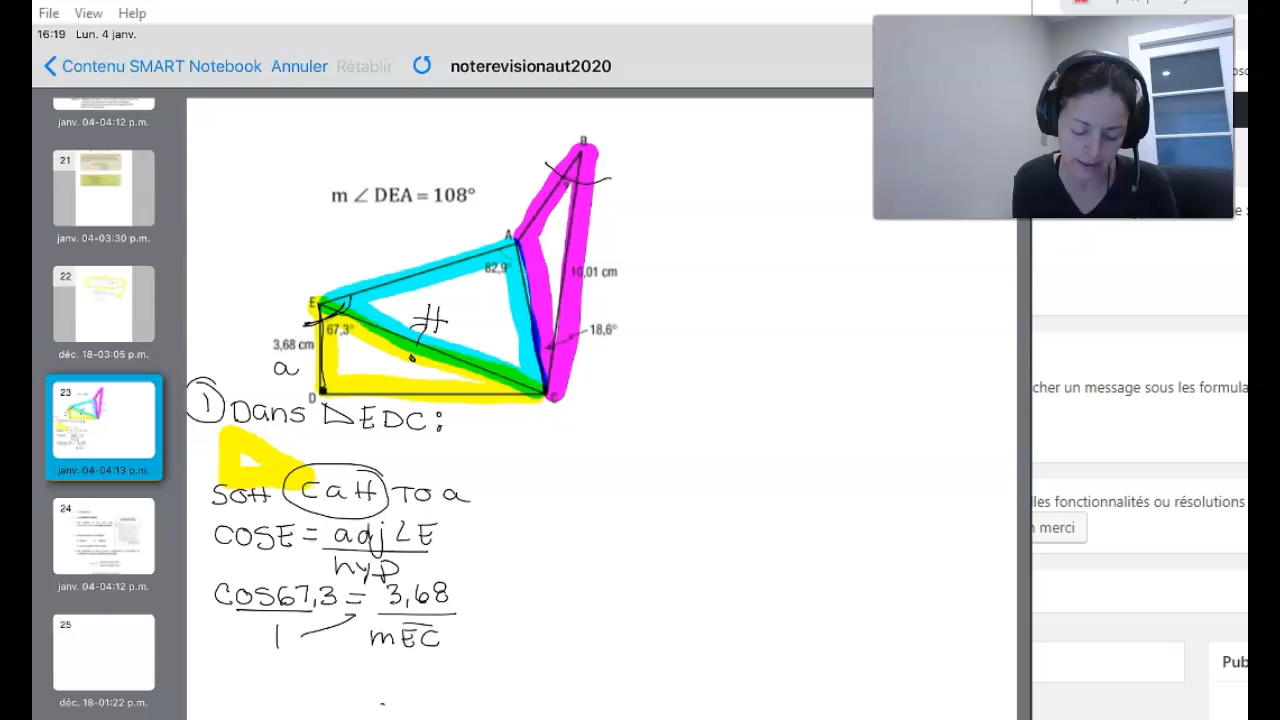 File View Help
16:19 Lun. 4 janv.
Contenu SMART Notebook Annuler Rétablir noterevisionaut2020
janv. 04-04:12 p.m.
21
janv. 04-03:30 p.m.
22
déc. 18-03:05 p.m.
23
janv. 04-04:13 p.m.
24
janv. 04-04:12 p.m.
25
déc. 18-01:22 p.m.
m ∠ DEA = 108°
B
A
82,9°
10,01 cm
E
67,3°
H
18,6°
3,68 cm
a
D
C
1 Dans ⊿EDC:
SOH CaH TOa
COSE = adj∠E
hyp
COS67,3 = 3,68
1 mEC
cher un message sous les formula
lles fonctionnalités ou résolutions
merci
Pub